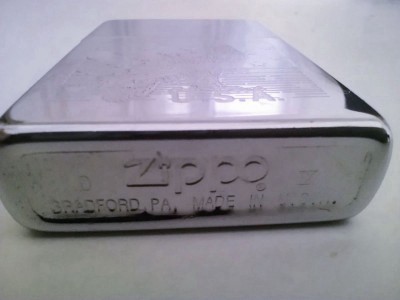 U.S.A.
D Zippo® V
BRADFORD, PA. MADE IN